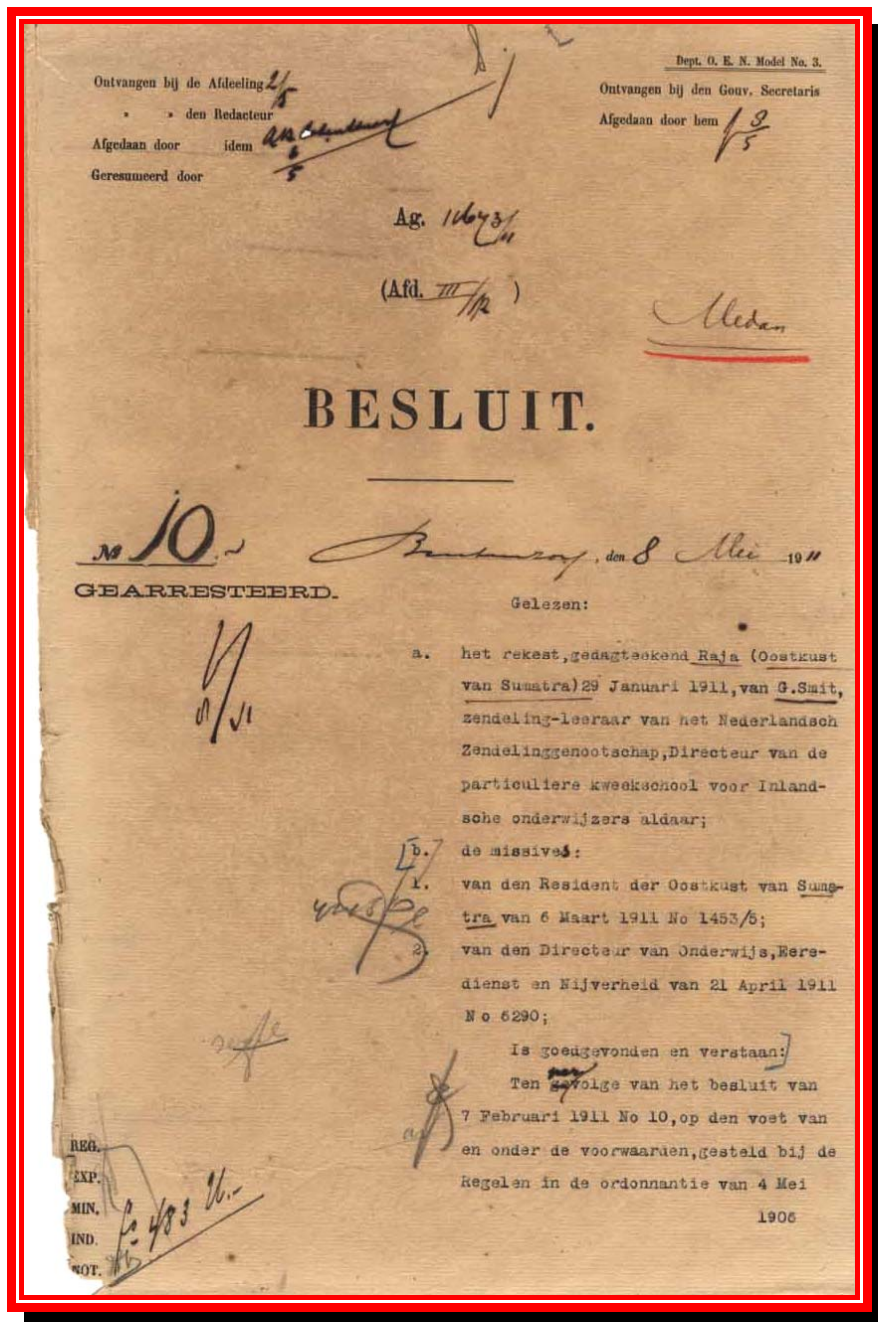 Dept. O. E. N. Model No. 3.
Ontvangen bij de Afdeeling 2/5
Ontvangen bij den Gouv. Secretaris
" " den Redacteur
Afgedaan door hem 3/5
Afgedaan door idem
6/5
Geresumeerd door
Ag. 11673/11
(Afd. III/ )
Medan
BESLUIT.
No 10.
Buitenzorg, den 8 Mei 1911
GEARRESTEERD.
Gelezen:
a. het rekest,gedagteekend Raja (Oostkust
van Sumatra)29 Januari 1911,van G.Smit,
zendeling-leeraar van het Nederlandsch
Zendelinggenootschap,Directeur van de
particuliere kweekschool voor Inland-
sche onderwijzers aldaar;
b. de missives:
1. van den Resident der Oostkust van Suma-
tra van 6 Maart 1911 No 1453/5;
2. van den Directeur van Onderwijs,Eere-
dienst en Nijverheid van 21 April 1911
No 6290;
Is goedgevonden en verstaan:
Ten gevolge van het besluit van
7 Februari 1911 No 10,op den voet van
en onder de voorwaarden,gesteld bij de
Regelen in de ordonnantie van 4 Mei
1906
REG.
EXP.
MIN.
IND.
NOT.